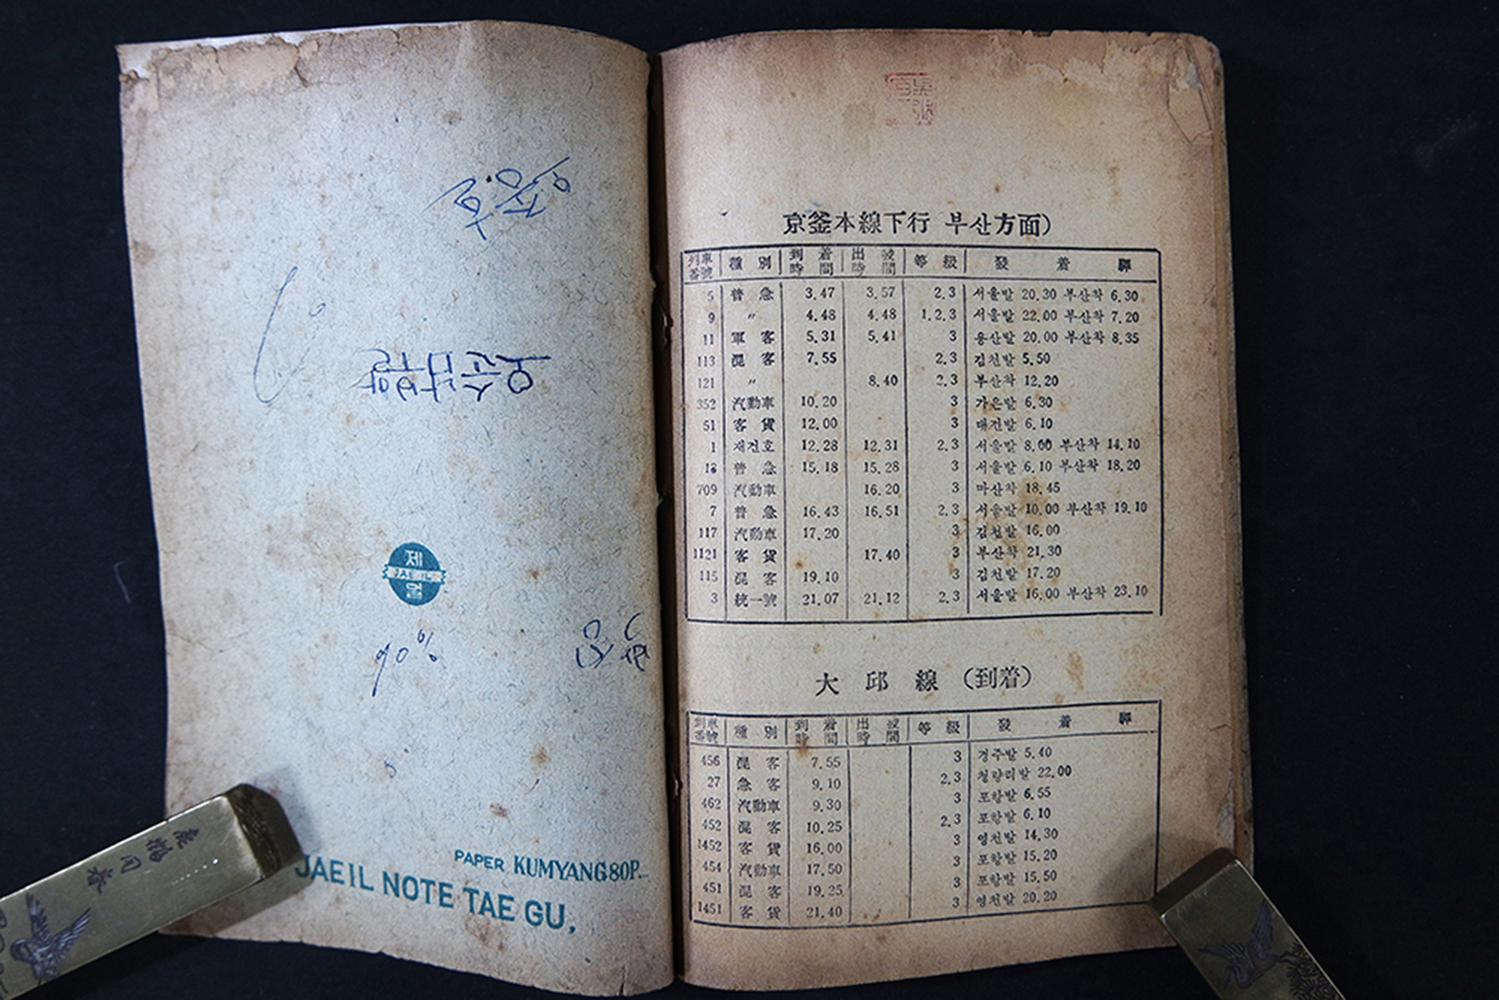 오종현
오순남 방
제
일
90%
PAPER KUMYANG 80P...
JAEIL NOTE TAE GU,
京釜本線下行 부산方面)
列車番號 種別 到着時間 出發時間 等級 發着驛
5 普急 3.47 3.57 2.3 서울발 20.30 부산착 6.30
9 〃 4.48 4.48 1.2.3 서울발 22.00 부산착 7.20
11 軍客 5.31 5.41 3 용산발 20.00 부산착 8.35
113 混客 7.55 2.3 김천발 5.50
121 〃 8.40 2.3 부산착 12.20
352 汽動車 10.20 3 가은발 6.30
51 客貨 12.00 3 대전발 6.10
1 재건호 12.28 12.31 2.3 서울발 8.00 부산착 14.10
13 普急 15.18 15.28 3 서울발 6.10 부산착 18.20
709 汽動車 16.20 3 마산착 18.45
7 普急 16.43 16.51 2.3 서울발 10.00 부산착 19.10
117 汽動車 17.20 3 김천발 16.00
1121 客貨 17.40 3 부산착 21.30
115 混客 19.10 3 김천발 17.20
3 統一號 21.07 21.12 2.3 서울발 16.00 부산착 23.10
大邱線 (到着)
列車番號 種別 到着時間 出發時間 等級 發着驛
456 混客 7.55 3 경주발 5.40
27 急客 9.10 2.3 청량리발 22.00
462 汽動車 9.30 3 포항발 6.55
452 混客 10.25 2.3 포항발 6.10
1452 客貨 16.00 3 영천발 14.30
454 汽動車 17.50 3 포항발 15.20
451 混客 19.25 3 포항발 15.50
1451 客貨 21.40 3 영천발 20.20